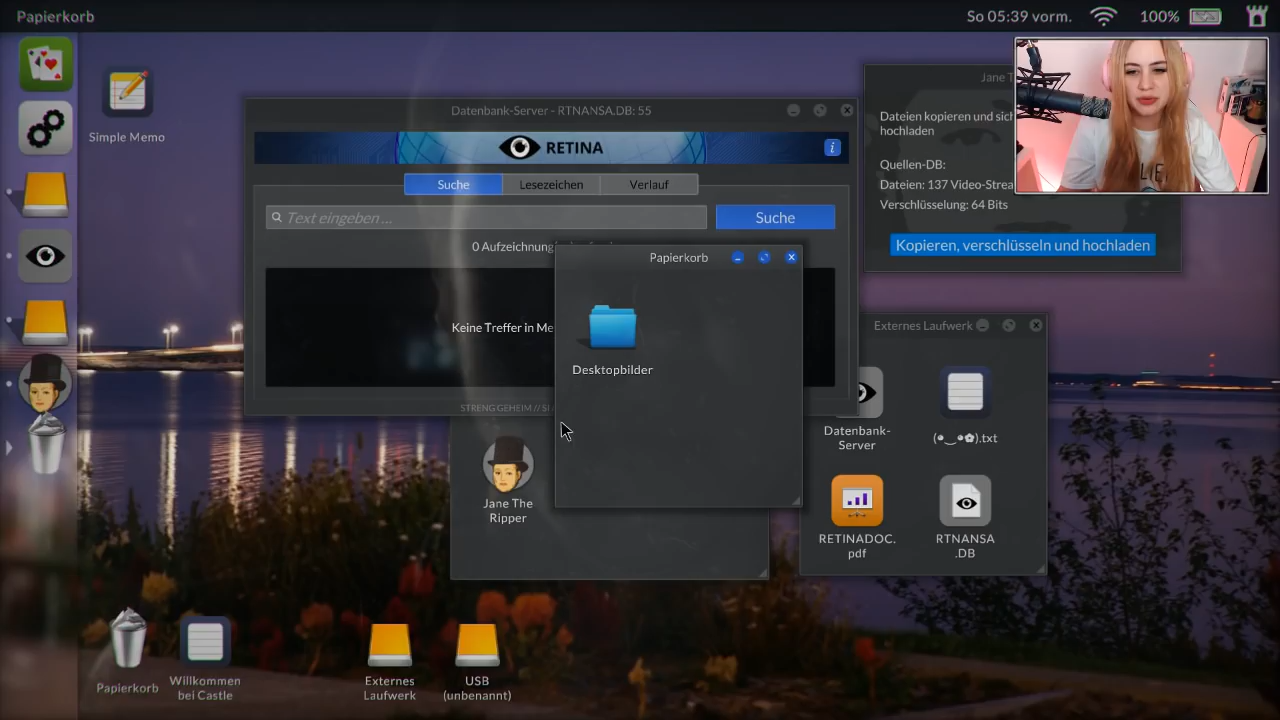 Papierkorb
So 05:39 vorm.
100%
Simple Memo
Datenbank-Server - RTNANSA.DB: 55
RETINA
i
Suche
Lesezeichen
Verlauf
Text eingeben ...
Suche
0 Aufzeichnung
Keine Treffer in Me
STRENG GEHEIM // SI
Papierkorb
Desktopbilder
Jane T
Dateien kopieren und sich
hochladen
Quellen-DB:
Dateien: 137 Video-Strea
Verschlüsselung: 64 Bits
Kopieren, verschlüsseln und hochladen
Externes Laufwerk
Datenbank-
Server
(•‿•✿).txt
RETINADOC.
pdf
RTNANSA
.DB
Jane The
Ripper
Papierkorb
Willkommen
bei Castle
Externes
Laufwerk
USB
(unbenannt)